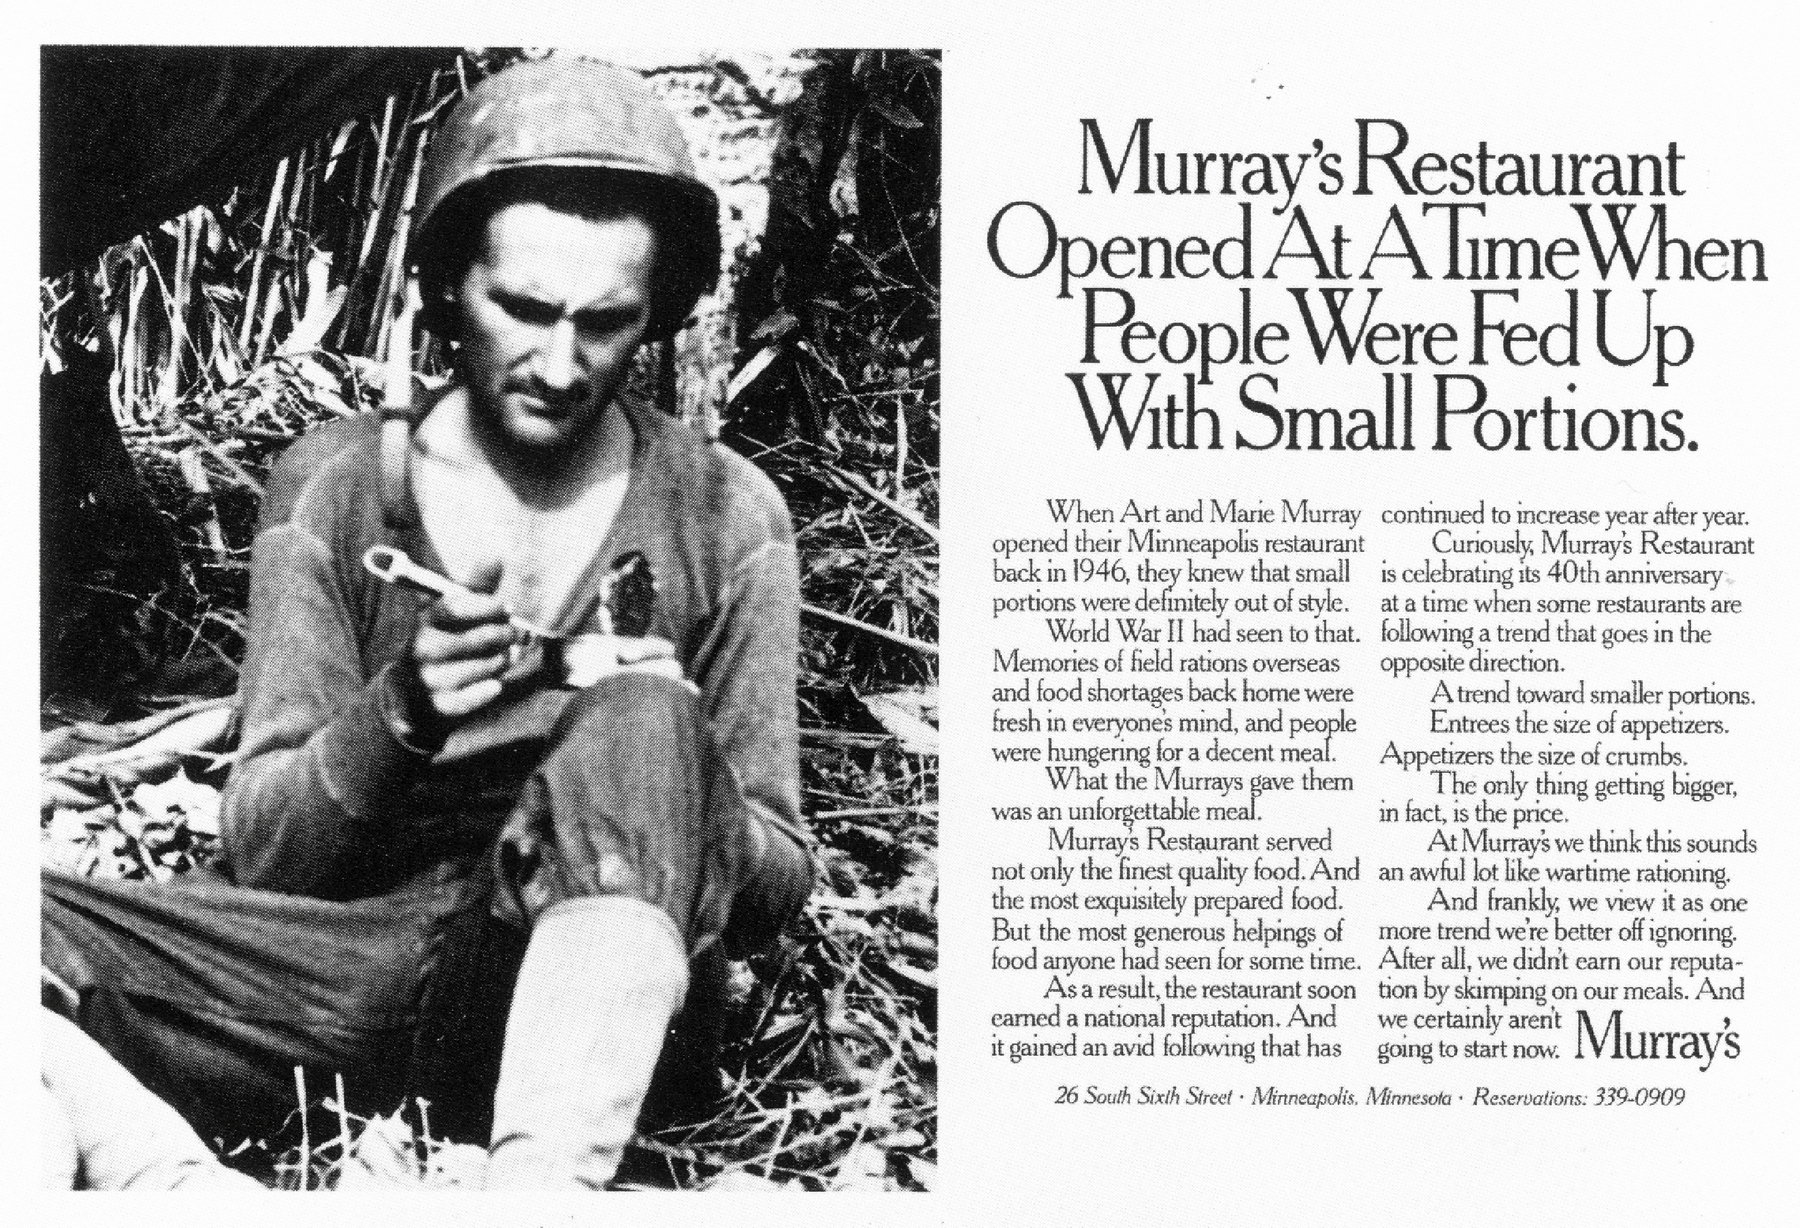 Murray's Restaurant
Opened At A Time When
People Were Fed Up
With Small Portions.
When Art and Marie Murray
opened their Minneapolis restaurant
back in 1946, they knew that small
portions were definitely out of style.
World War II had seen to that.
Memories of field rations overseas
and food shortages back home were
fresh in everyone's mind, and people
were hungering for a decent meal.
What the Murrays gave them
was an unforgettable meal.
Murray's Restaurant served
not only the finest quality food. And
the most exquisitely prepared food.
But the most generous helpings of
food anyone had seen for some time.
As a result, the restaurant soon
earned a national reputation. And
it gained an avid following that has
continued to increase year after year.
Curiously, Murray's Restaurant
is celebrating its 40th anniversary
at a time when some restaurants are
following a trend that goes in the
opposite direction.
A trend toward smaller portions.
Entrees the size of appetizers.
Appetizers the size of crumbs.
The only thing getting bigger,
in fact, is the price.
At Murray's we think this sounds
an awful lot like wartime rationing.
And frankly, we view it as one
more trend we're better off ignoring.
After all, we didn't earn our reputa-
tion by skimping on our meals. And
we certainly aren't
going to start now.
Murray's
26 South Sixth Street · Minneapolis, Minnesota · Reservations: 339-0909